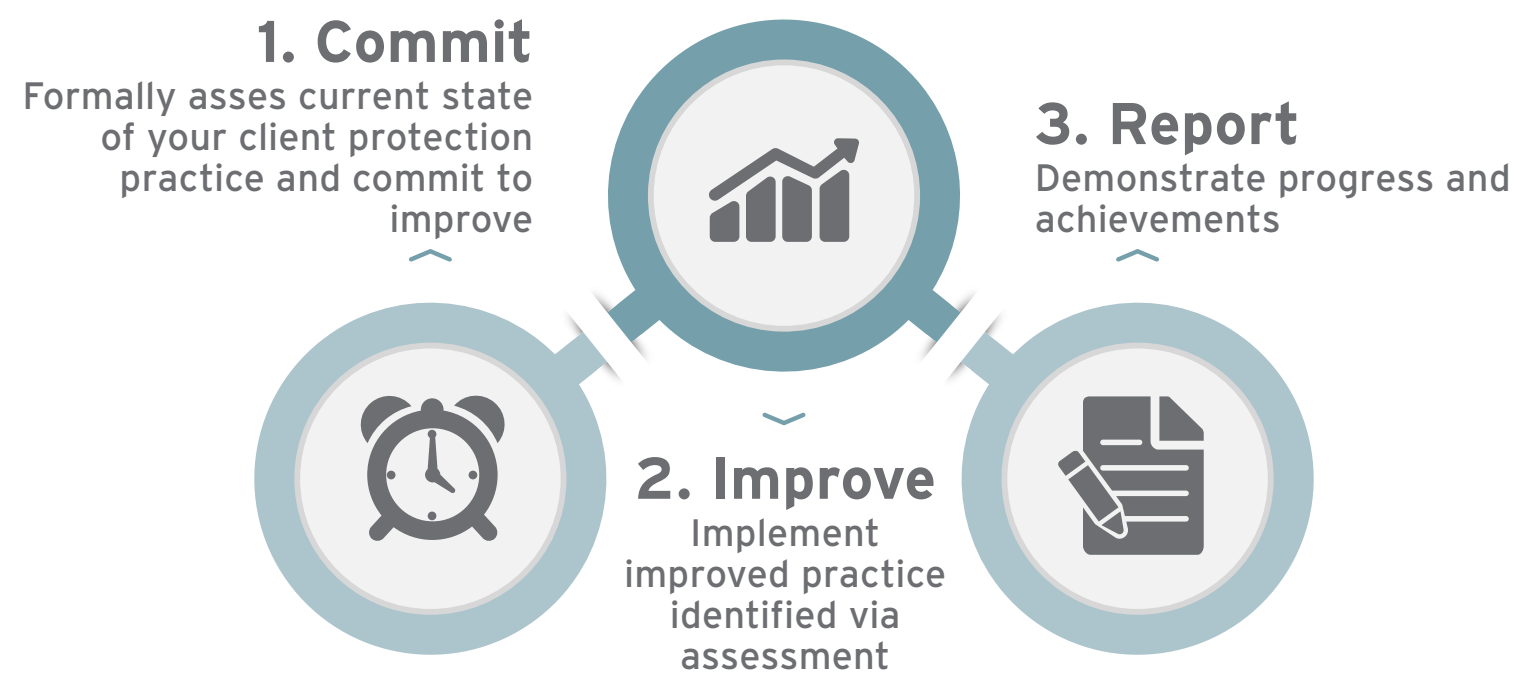 1. Commit
Formally asses current state
of your client protection
practice and commit to
improve
2. Improve
Implement
improved practice
identified via
assessment
3. Report
Demonstrate progress and
achievements